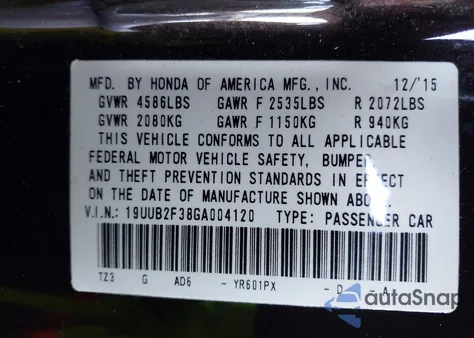 MFD. BY HONDA OF AMERICA MFG., INC. 12/'15
GVWR 4586LBS GAWR F 2535LBS R 2072LBS
GVWR 2080KG GAWR F 1150KG R 940KG
THIS VEHICLE CONFORMS TO ALL APPLICABLE
FEDERAL MOTOR VEHICLE SAFETY, BUMPER,
AND THEFT PREVENTION STANDARDS IN EFFECT
ON THE DATE OF MANUFACTURE SHOWN ABOVE.
V.I.N.: 19UUB2F38GA004120 TYPE: PASSENGER CAR
TZ3 G AD6 - YR601PX - D - A
autoSnap